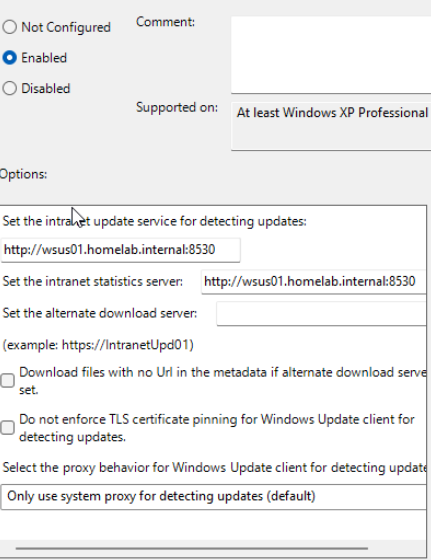 Not Configured
Comment:
Enabled
Disabled
Supported on:
At least Windows XP Professional
Options:
Set the intranet update service for detecting updates:
http://wsus01.homelab.internal:8530
Set the intranet statistics server:
http://wsus01.homelab.internal:8530
Set the alternate download server:
(example: https://IntranetUpd01)
Download files with no Url in the metadata if alternate download serve
set.
Do not enforce TLS certificate pinning for Windows Update client for
detecting updates.
Select the proxy behavior for Windows Update client for detecting update
Only use system proxy for detecting updates (default)